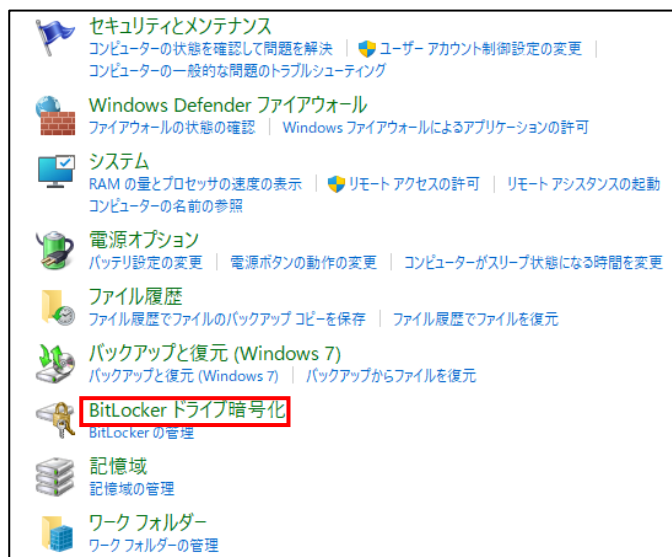 セキュリティとメンテナンス
コンピューターの状態を確認して問題を解決 | ユーザー アカウント制御設定の変更 |
コンピューターの一般的な問題のトラブルシューティング
Windows Defender ファイアウォール
ファイアウォールの状態の確認 | Windows ファイアウォールによるアプリケーションの許可
システム
RAM の量とプロセッサの速度の表示 | リモート アクセスの許可 | リモート アシスタンスの起動
コンピューターの名前の参照
電源オプション
バッテリ設定の変更 | 電源ボタンの動作の変更 | コンピューターがスリープ状態になる時間を変更
ファイル履歴
ファイル履歴でファイルのバックアップ コピーを保存 | ファイル履歴でファイルを復元
バックアップと復元 (Windows 7)
バックアップと復元 (Windows 7) | バックアップからファイルを復元
BitLocker ドライブ暗号化
BitLocker の管理
記憶域
記憶域の管理
ワーク フォルダー
ワーク フォルダーの管理